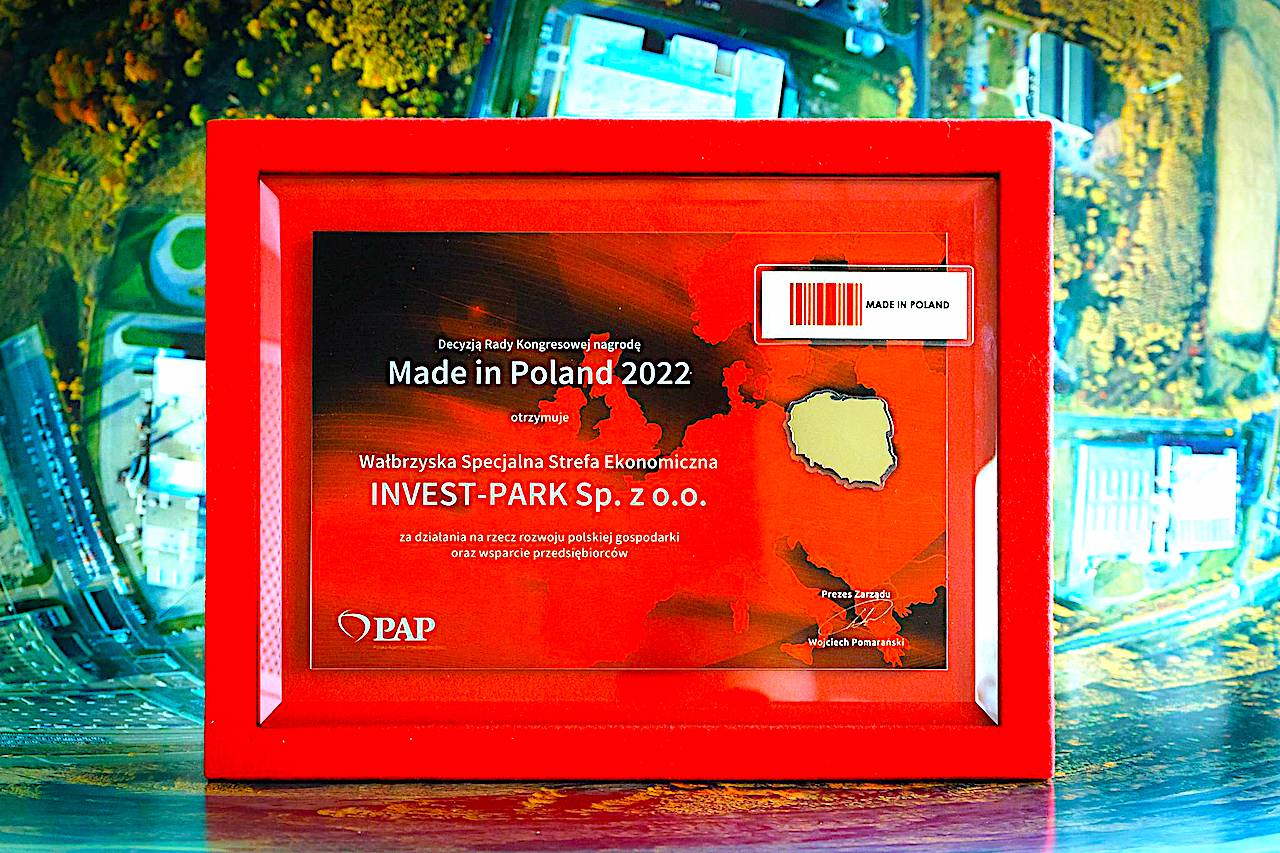 MADE IN POLAND
Decyzją Rady Kongresowej nagrodę
Made in Poland 2022
otrzymuje
Wałbrzyska Specjalna Strefa Ekonomiczna
INVEST-PARK Sp. z o.o.
za działania na rzecz rozwoju polskiej gospodarki
oraz wsparcie przedsiębiorców
Prezes Zarządu
Wojciech Pomarański
PAP